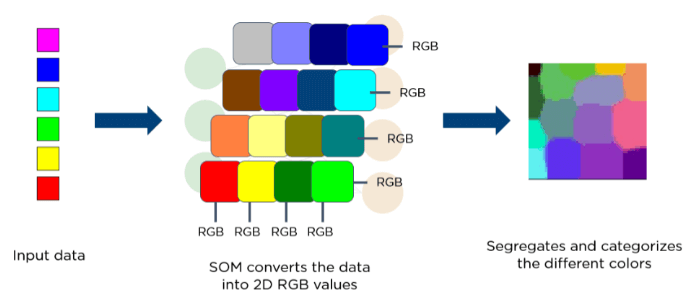 RGB
RGB
RGB
RGB
RGB RGB RGB RGB
Input data
SOM converts the data
into 2D RGB values
Segregates and categorizes
the different colors